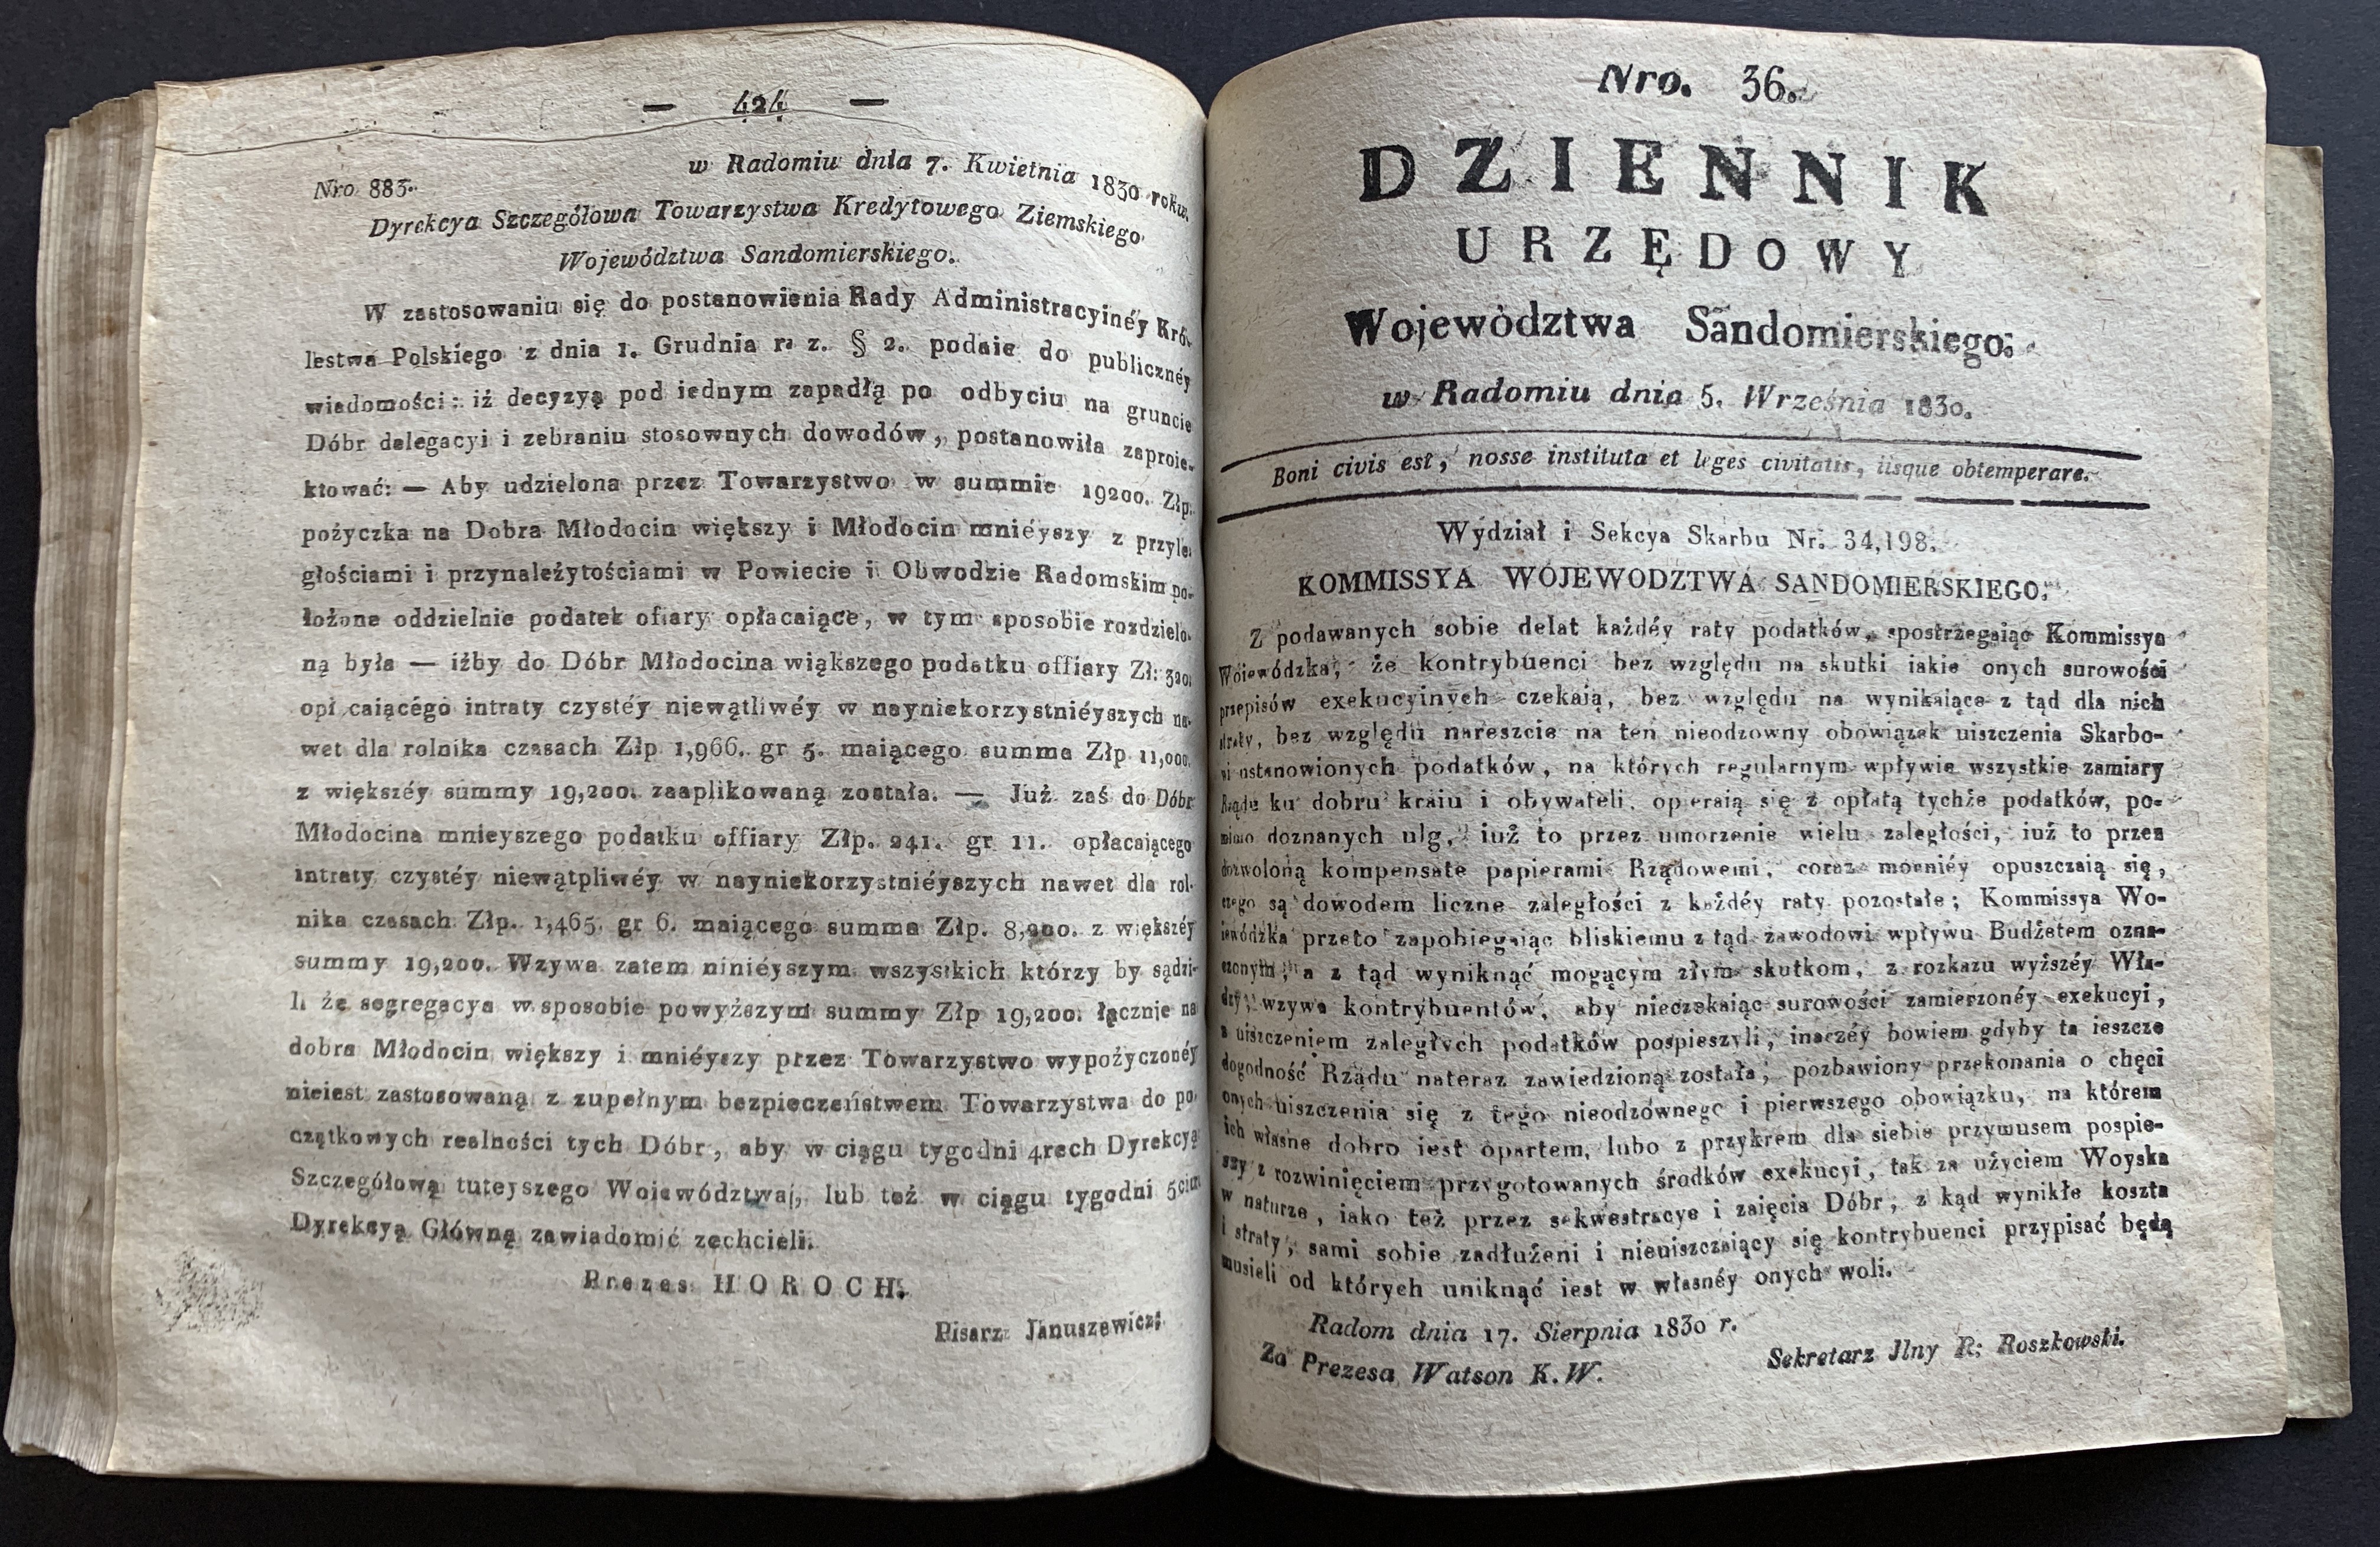 — 424 —
w Radomiu dnia 7. Kwietnia 1830 roku.
Nro 883.
Dyrekcya Szczegółowa Towarzystwa Kredytowego Ziemskiego
Województwa Sandomierskiego.
W zastosowaniu się do postanowienia Rady Administracyinéy Kró-
lestwa Polskiego z dnia 1. Grudnia r. z. § 2. podaie do publicznéy
wiadomości: iż decyzyą pod iednym zapadłą po odbyciu na gruncie
Dóbr delegacyi i zebraniu stosownych dowodów, postanowiła zaproie-
ktować: — Aby udzielona przez Towarzystwo w summie 19200. Złp.
pożyczka na Dobra Młodocin większy i Młodocin mniéyszy z przyle-
głościami i przynależytościami w Powiecie i Obwodzie Radomskim po-
łożone oddzielnie podatek ofiary opłacaiące, w tym sposobie rozdzielo-
ną była — iżby do Dóbr Młodocina wiąkszego podatku offiary Zł: 320.
opł caiącégo intraty czystéy niewątliwéy w nayniekorzystniéyszych na-
wet dla rolnika czasach Złp 1,966. gr 5. maiącego summa Złp 11,000.
z większéy summy 19,200. zaaplikowaną została. — Już zaś do Dóbr
Młodocina mnieyszego podatku offiary Złp. 241. gr 11. opłacaiącego
intraty czystéy niewątpliwéy w nayniekorzystniéyszych nawet dla rol-
nika czasach Złp. 1,465. gr 6. maiącego summa Złp. 8,200. z większéy
summy 19,200. Wzywa zatem niniéyszym wszystkich którzy by sądzi-
li że segregacya w sposobie powyższym summy Złp 19,200. łącznie na
dobra Młodocin większy i mniéyszy przez Towarzystwo wypożyczonéy
nieiest zastosowaną z zupełnym bezpieczeństwem Towarzystwa do po-
czątkowych realności tych Dóbr, aby w ciągu tygodni 4rech Dyrekcyą
Szczegółową tuteyszego Województwa, lub też w ciągu tygodni 5ciu
Dyrekcyą Główną zawiadomić zechcieli.
Prezes HOROCH.
Pisarz Januszewicz.
Nro. 36.
DZIENNIK
URZĘDOWY
Województwa Sandomierskiego.
w Radomiu dnia 5. Września 1830.
Boni civis est, nosse instituta et leges civitatis, iisque obtemperare.
Wydział i Sekcya Skarbu Nr. 34,198.
KOMMISSYA WOJEWODZTWA SANDOMIERSKIEGO.
Z podawanych sobie delat każdéy raty podatków, spostrzegaiąc Kommissya
Woiewódzka, że kontrybuenci bez względu na skutki iakie onych surowości
przepisów exekucyinych czekaią, bez względu na wynikaiące z tąd dla nich
straty, bez względu nareszcie na ten nieodzowny obowiązek uiszczenia Skarbo-
wi ustanowionych podatków, na których regularnym wpływie wszystkie zamiary
Rządu ku dobru kraiu i obywateli opieraią się z opłatą tychże podatków, po-
mimo doznanych ulg, iuż to przez umorzenie wielu zaległości, iuż to przez
dozwoloną kompensate papierami Rządowemi, coraz mocniéy opuszczaią się,
czego są dowodem liczne zaległości z każdéy raty pozostałe; Kommissya Wo-
iewódzka przeto zapobiegaiąc bliskiemu z tąd zawodowi wpływu Budżetem ozna-
czonym, a z tąd wyniknąć mogącym złym skutkom, z rozkazu wyższéy Wła-
dzy, wzywa kontrybuentów, aby nieczekaiąc surowości zamierzonéy exekucyi,
z uiszczeniem zaległych podatków pospieszyli, inaczéy bowiem gdyby ta ieszcze
dogodność Rządu nateraz zawiedzioną została, pozbawiony przekonania o chęci
onych uiszczenia się z tego nieodzównego i pierwszego obowiązku, na którem
ich własne dobro iest opartem, lubo z przykrem dla siebie przymusem pospie-
szy z rozwinięciem przygotowanych środków exekucyi, tak za użyciem Woyska
w naturze, iako też przez sekwestracye i zaięcia Dóbr, z kąd wynikłe koszta
i straty, sami sobie zadłużeni i nieuiszczaiący się kontrybuenci przypisać będą
musieli od których uniknąć iest w własnéy onych woli.
Radom dnia 17. Sierpnia 1830 r.
Za Prezesa Watson K. W.
Sekretarz Jlny R: Roszkowski.